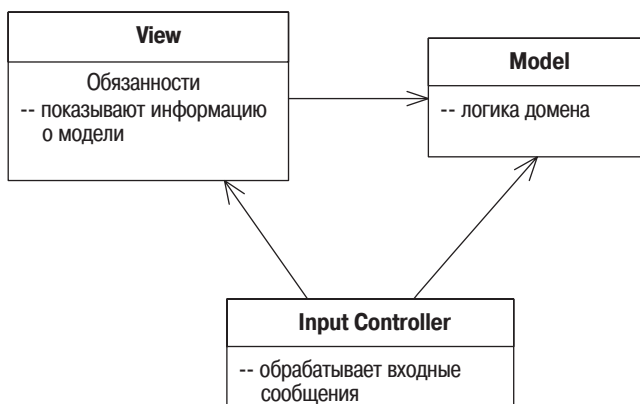 View
Обязанности
-- показывают информацию
о модели
Model
-- логика домена
Input Controller
-- обрабатывает входные
сообщения